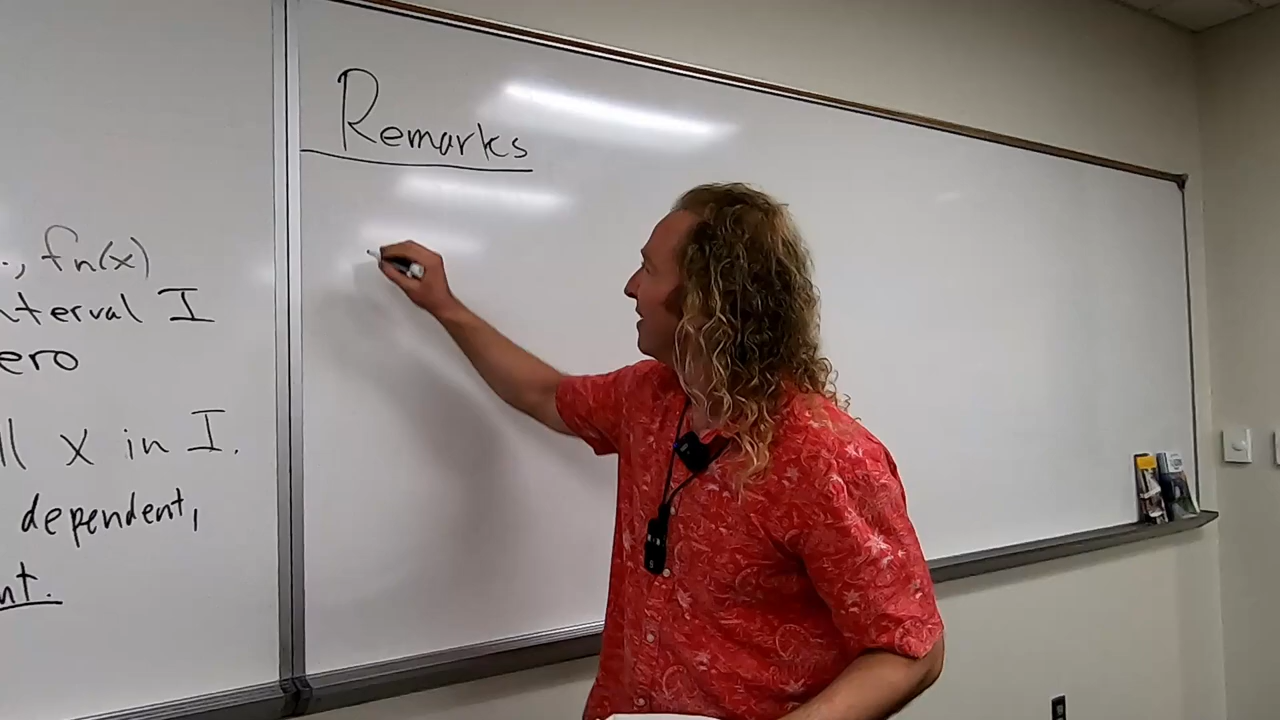 ., fn(x)
nterval I
ero
ll x in I.
dependent,
nt.
Remarks